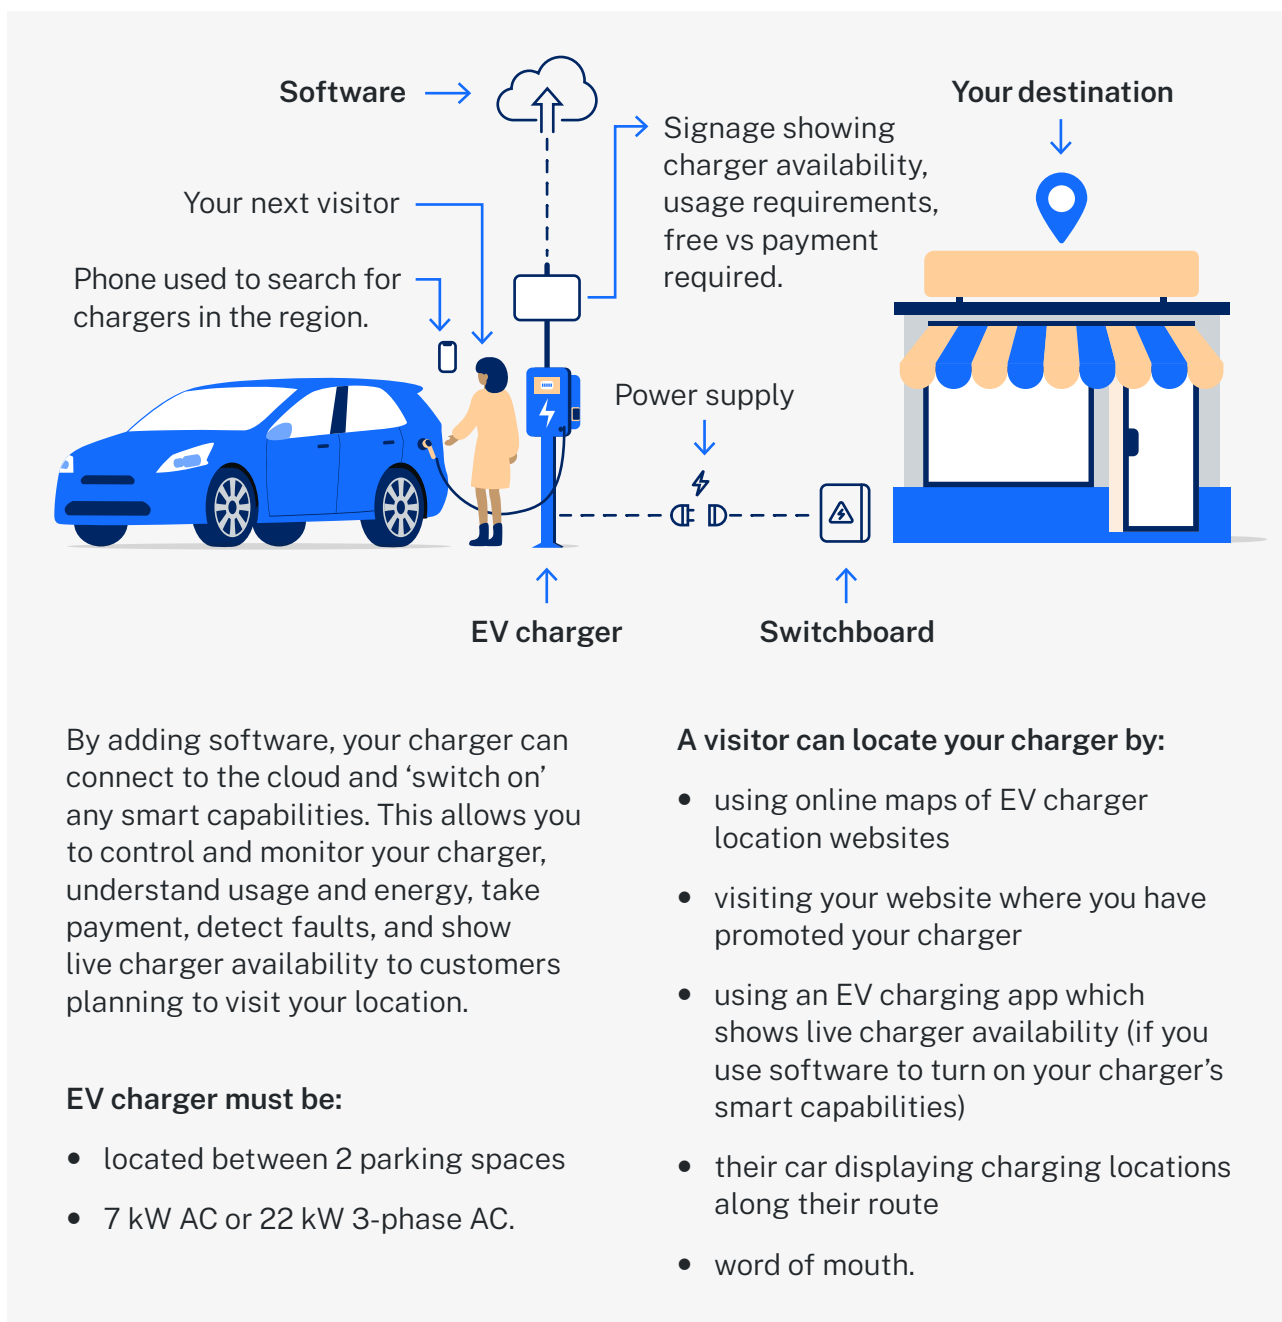 Software
Your destination
Signage showing
charger availability,
usage requirements,
free vs payment
required.
Your next visitor
Phone used to search for
chargers in the region.
Power supply
EV charger
Switchboard
By adding software, your charger can
connect to the cloud and ‘switch on’
any smart capabilities. This allows you
to control and monitor your charger,
understand usage and energy, take
payment, detect faults, and show
live charger availability to customers
planning to visit your location.
EV charger must be:
• located between 2 parking spaces
• 7 kW AC or 22 kW 3-phase AC.
A visitor can locate your charger by:
• using online maps of EV charger
location websites
• visiting your website where you have
promoted your charger
• using an EV charging app which
shows live charger availability (if you
use software to turn on your charger’s
smart capabilities)
• their car displaying charging locations
along their route
• word of mouth.